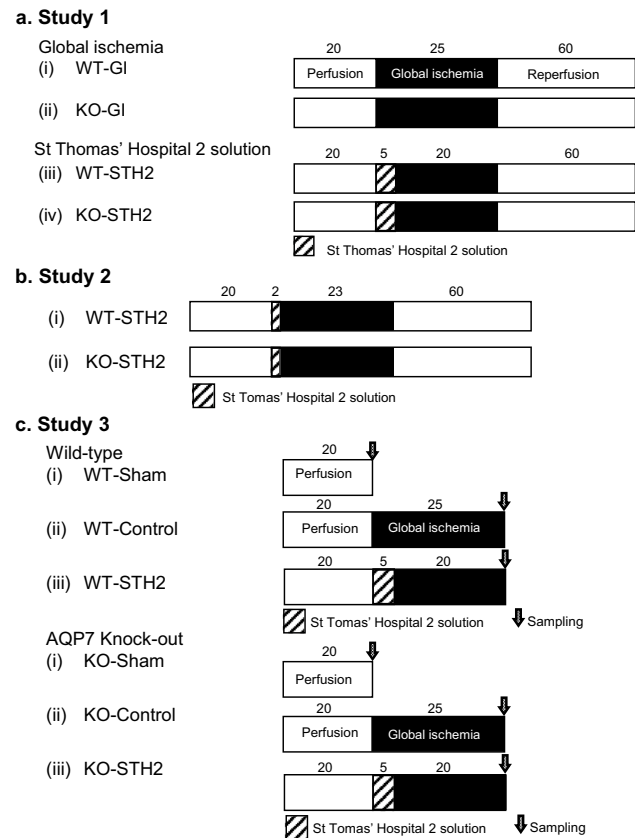 a. Study 1
Global ischemia
20 25 60
(i) WT-GI Perfusion Global ischemia Reperfusion
(ii) KO-GI
St Thomas' Hospital 2 solution
20 5 20 60
(iii) WT-STH2
(iv) KO-STH2
St Thomas' Hospital 2 solution
b. Study 2
20 2 23 60
(i) WT-STH2
(ii) KO-STH2
St Tomas' Hospital 2 solution
c. Study 3
Wild-type
20
(i) WT-Sham Perfusion
20 25
(ii) WT-Control Perfusion Global ischemia
20 5 20
(iii) WT-STH2
St Tomas' Hospital 2 solution Sampling
AQP7 Knock-out
20
(i) KO-Sham
Perfusion
20 25
(ii) KO-Control
Perfusion Global ischemia
20 5 20
(iii) KO-STH2
St Thomas' Hospital 2 solution Sampling